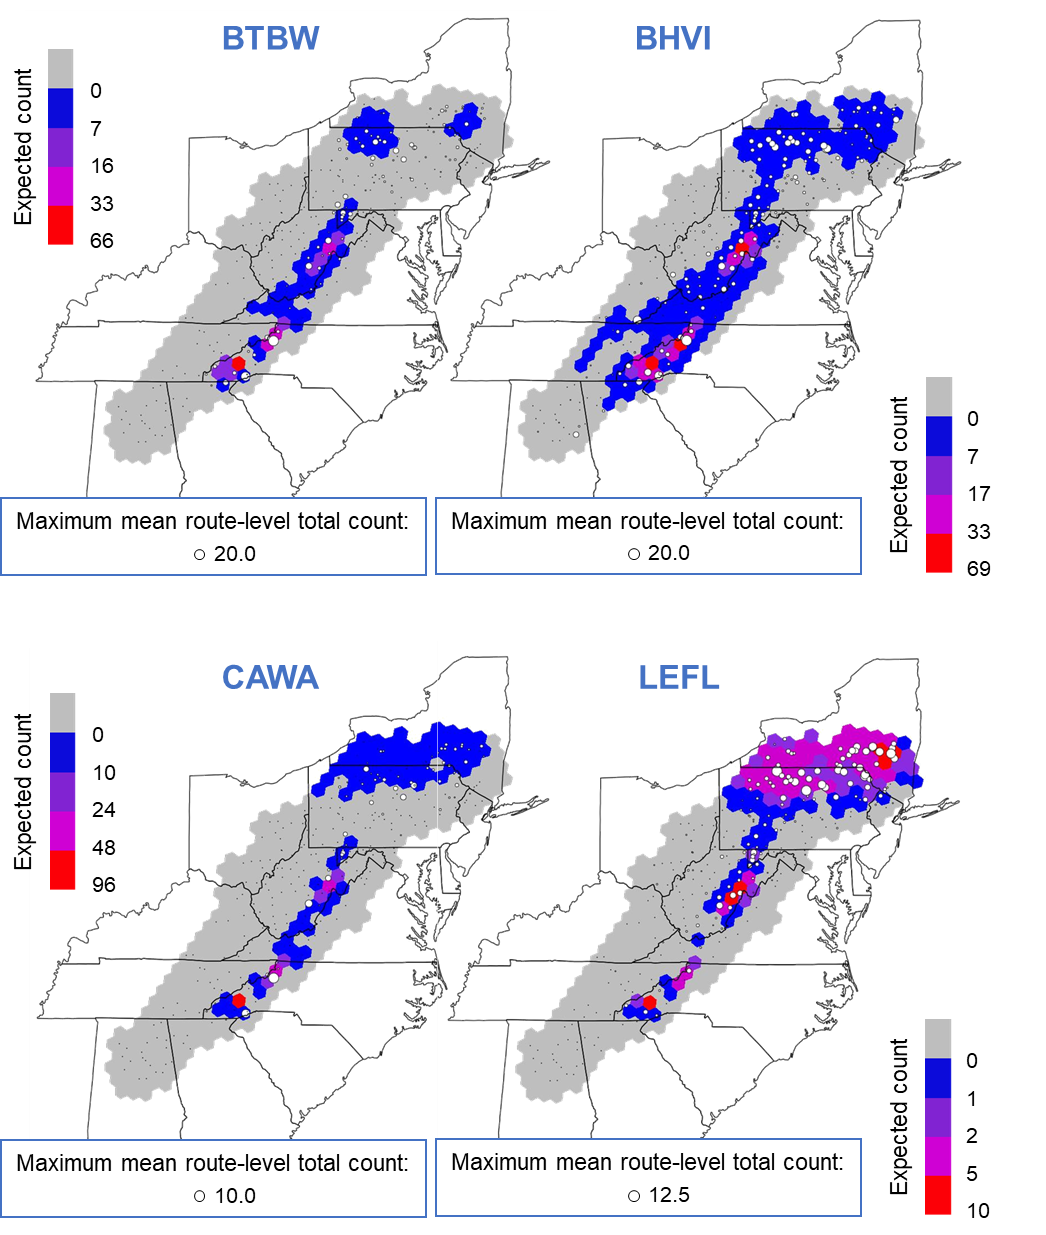 BTBW
BHVI
Expected count
0
7
16
33
66
Expected count
0
7
17
33
69
Maximum mean route-level total count:
20.0
Maximum mean route-level total count:
20.0
CAWA
LEFL
Expected count
0
10
24
48
96
Expected count
0
1
2
5
10
Maximum mean route-level total count:
10.0
Maximum mean route-level total count:
12.5